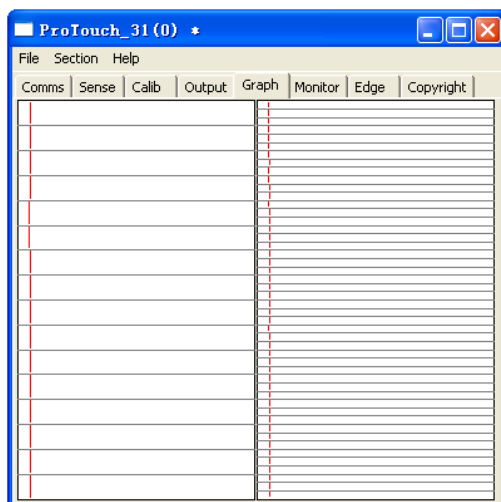 ProTouch_31(0) *
File Section Help
Comms Sense Calib Output Graph Monitor Edge Copyright